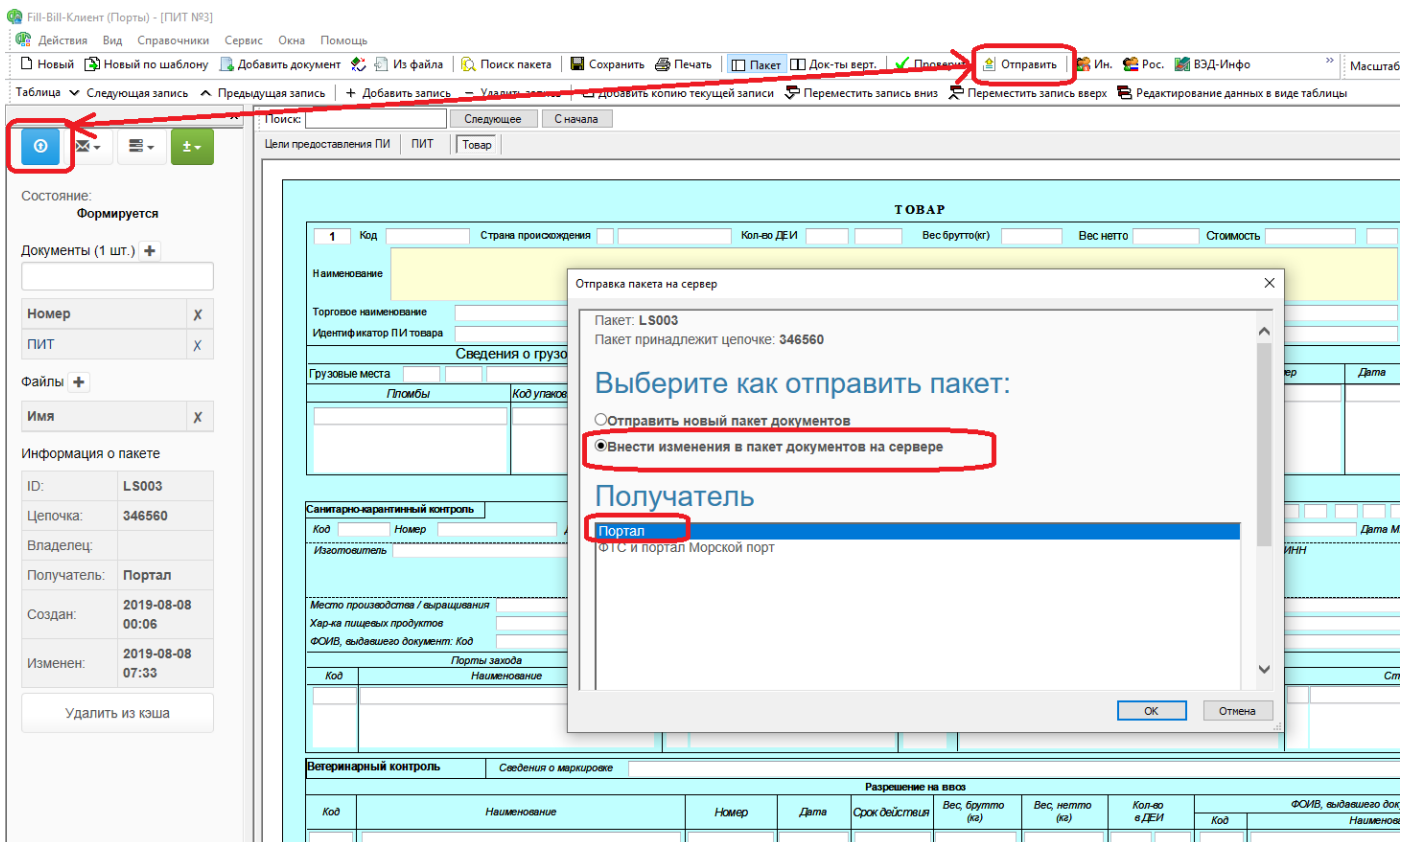 Fill-Bill-Клиент (Порты) - [ПИТ №3]
Действия Вид Справочники Сервис Окна Помощь
Новый Новый по шаблону Добавить документ Из файла Поиск пакета Сохранить Печать Пакет Док-ты верт. Ин. Рос. ВЭД-Инфо » Масштаб
Отправить
Таблица Следующая запись Предыдущая запись + Добавить запись Добавить копию текущей записи Переместить запись вниз Переместить запись вверх Редактирование данных в виде таблицы
Поиск: Следующее С начала
Цели предоставления ПИ ПИТ Товар
Состояние:
Формируется
Документы (1 шт.) +
Номер X
ПИТ X
Файлы +
Имя X
Информация о пакете
ID: LS003
Цепочка: 346560
Владелец:
Получатель: Портал
Создан: 2019-08-08
00:06
Изменен: 2019-08-08
07:33
Удалить из кэша
ТОВАР
1 Код Страна происхождения Кол-во ДЕИ Вес брутто(кг) Вес нетто Стоимость
Наименование
Торговое наименование
Идентификатор ПИ товара
Сведения о грузо
Грузовые места
Пломбы Код упаков
ер Дата
Отправка пакета на сервер
Пакет: LS003
Пакет принадлежит цепочке: 346560
Выберите как отправить пакет:
Отправить новый пакет документов
Внести изменения в пакет документов на сервере
Получатель
Портал
ФТС и портал Морской порт
OK Отмена
Санитарно-карантинный контроль
Код Номер Дата М
Изготовитель ИНН
Место производства / выращивания
Хар-ка пищевых продуктов
ФОИВ, выдавшего документ: Код
Порты захода
Код Наименование Ст
Ветеринарный контроль Сведения о маркировке
Разрешение на ввоз
Код Наименование Номер Дата Срок действия Вес, брутто
(кг) Вес, нетто
(кг) Кол-во
в ДЕИ ФОИВ, выдавшего док
Код Наименова